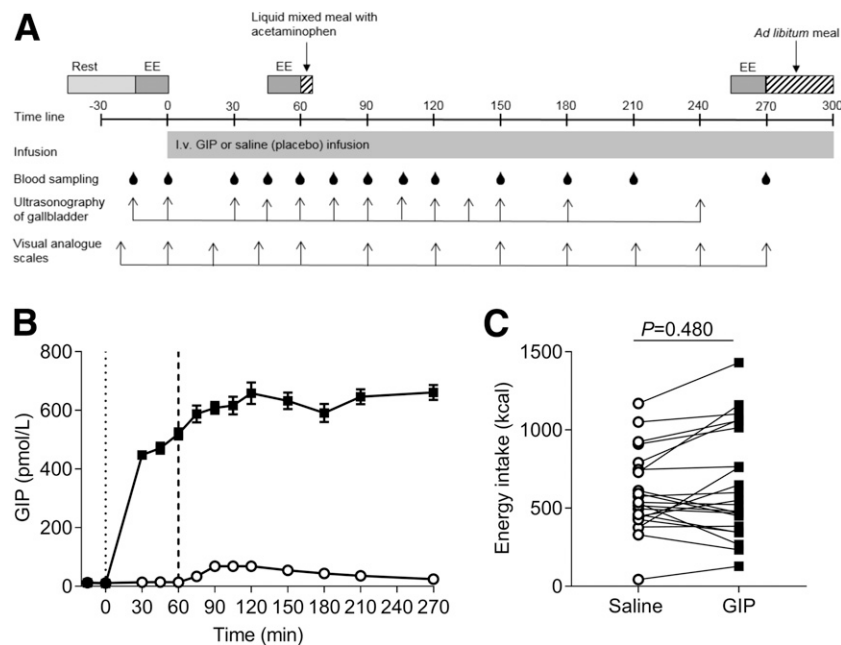 A
Liquid mixed meal with
acetaminophen
Ad libitum meal
Rest
EE
EE
EE
-30 0 30 60 90 120 150 180 210 240 270 300
Time line
Infusion
I.v. GIP or saline (placebo) infusion
Blood sampling
Ultrasonography
of gallbladder
Visual analogue
scales
B
800
600
400
200
0
GIP (pmol/L)
0 30 60 90 120 150 180 210 240 270
Time (min)
C
P=0.480
1500
1000
500
0
Energy intake (kcal)
Saline GIP